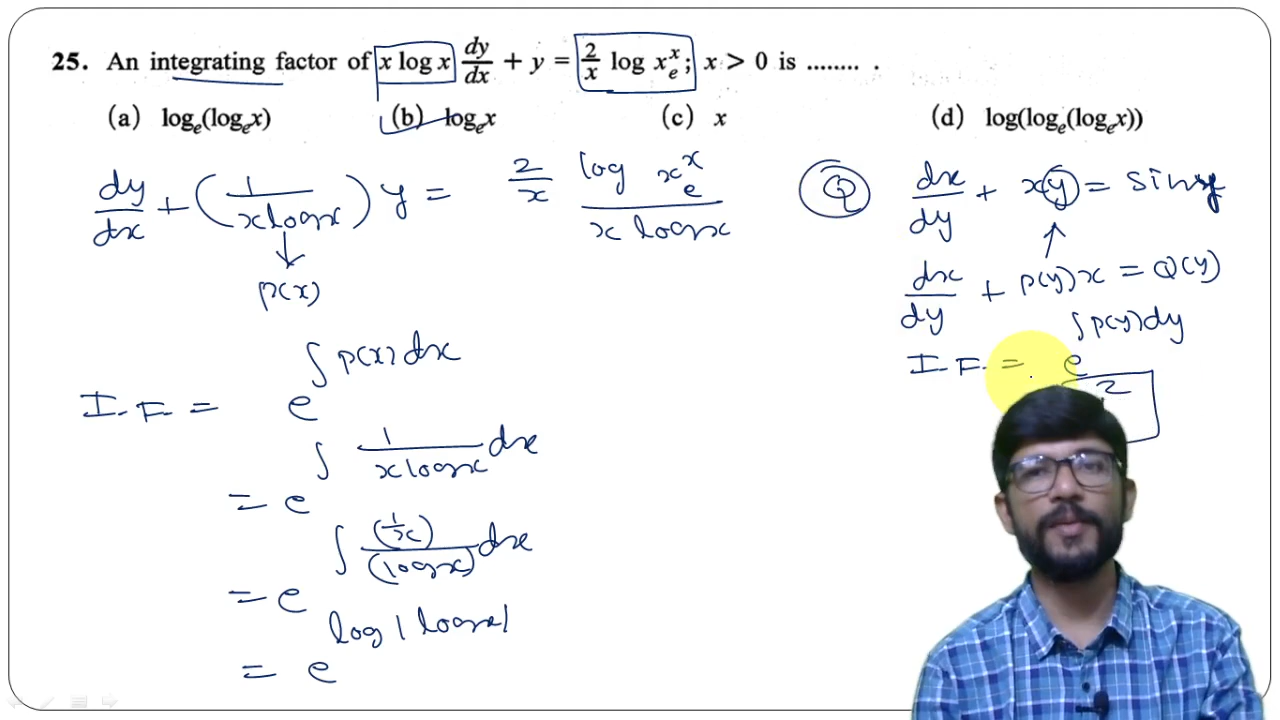 25. An integrating factor of x log x dy/dx + y = 2/x log x_e^x; x > 0 is ........ .
(a) log_e(log_e x) (b) log_e x (c) x (d) log(log_e(log_e x))
dy/dx + (1/(x log x)) y = 2/x log x_e^x / (x log x)
p(x)
I.F. = e^{∫ p(x) dx}
= e^{∫ 1/(x log x) dx}
= e^{∫ (1/x)/(log x) dx}
= e^{log | log x |}
Q dx/dy + xy = sin y
dx/dy + p(y) x = Q(y)
I.F. = e^{∫ p(y) dy}
2